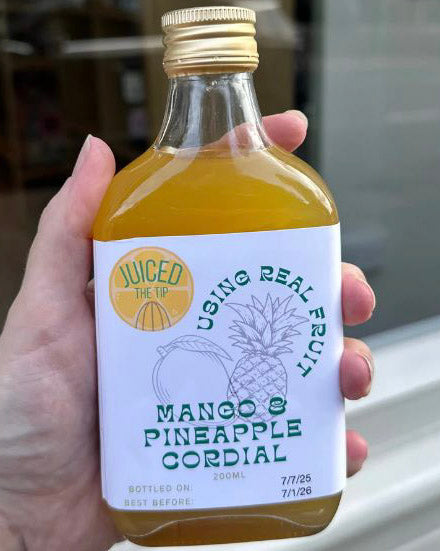 JUICED
THE TIP
USING REAL FRUIT
MANGO &
PINEAPPLE
CORDIAL
200ML
BOTTLED ON: 7/7/25
BEST BEFORE: 7/1/26